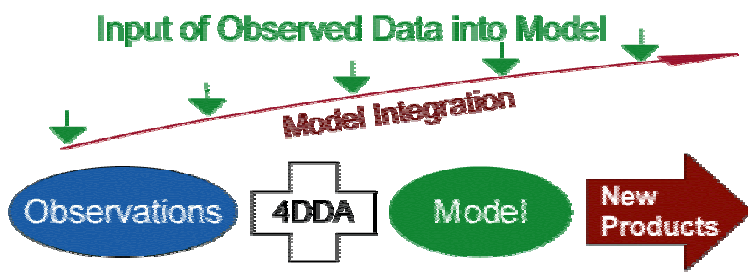 Input of Observed Data into Model
Model Integration
Observations
4DDA
Model
New
Products